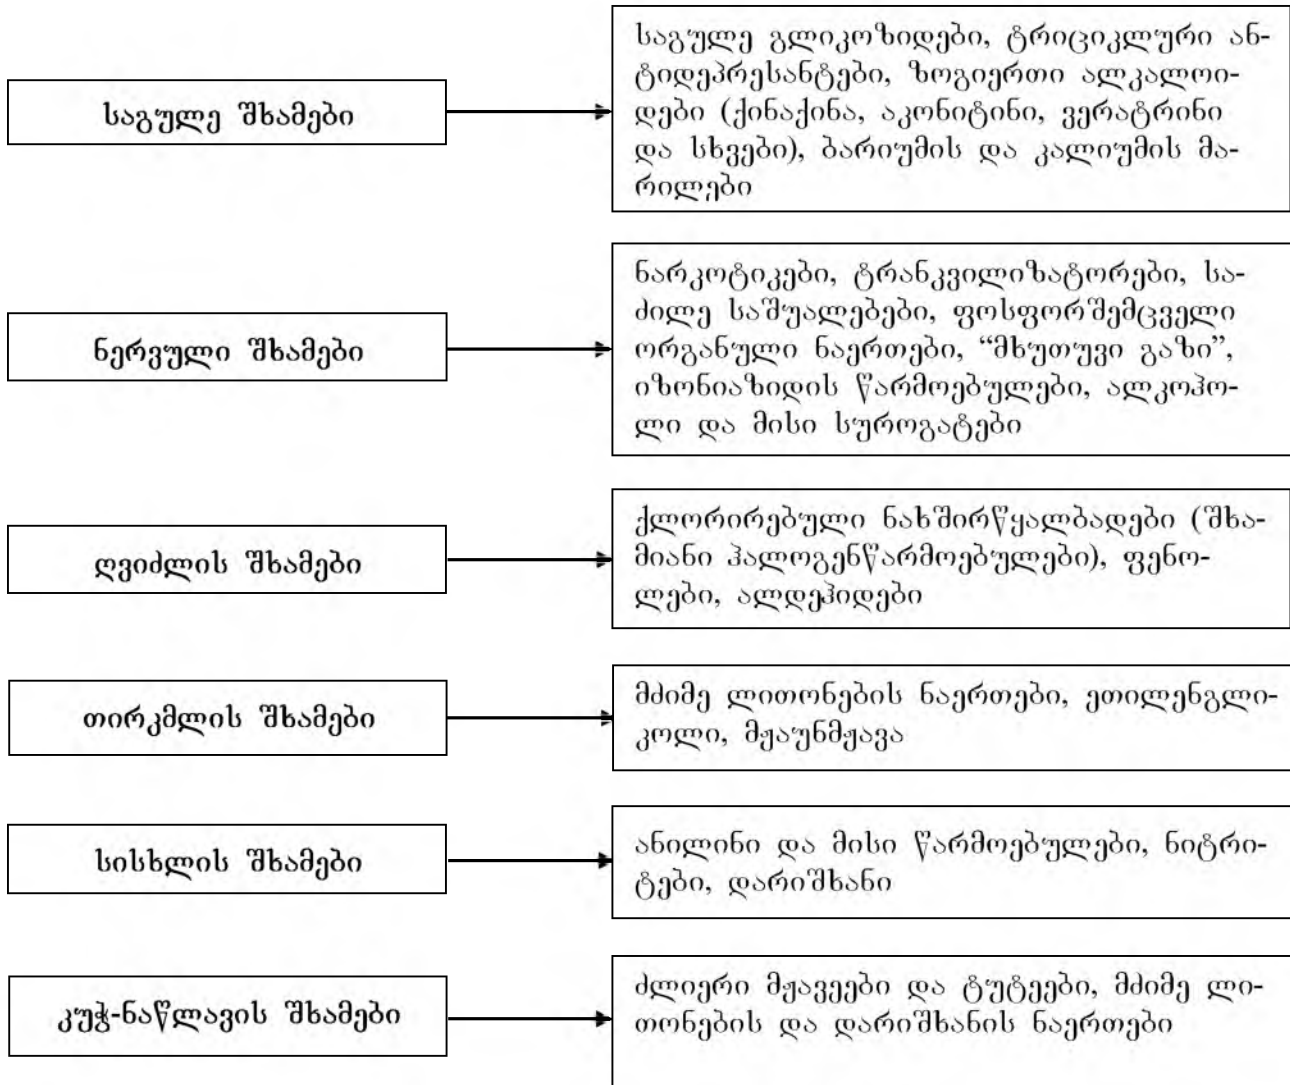 საგულე შხამები
საგულე გლიკოზიდები, ტრიციკლური ან-
ტიდეპრესანტები, ზოგიერთი ალკალოი-
დები (ქინაქინა, აკონიტინი, ვერატრინი
და სხვები), ბარიუმის და კალიუმის მა-
რილები
ნერვული შხამები
ნარკოტიკები, ტრანკვილიზატორები, სა-
ძილე საშუალებები, ფოსფორშემცველი
ორგანული ნაერთები, “მხუთუვი გაზი”,
იზონიაზიდის წარმოებულები, ალკოჰო-
ლი და მისი სუროგატები
ღვიძლის შხამები
ქლორირებული ნახშირწყალბადები (შხა-
მიანი ჰალოგენწარმოებულები), ფენო-
ლები, ალდეჰიდები
თირკმლის შხამები
მძიმე ლითონების ნაერთები, ეთილენგლი-
კოლი, მჟაუნმჟავა
სისხლის შხამები
ანილინი და მისი წარმოებულები, ნიტრი-
ტები, დარიშხანი
კუჭ-ნაწლავის შხამები
ძლიერი მჟავეები და ტუტეები, მძიმე ლი-
თონების და დარიშხანის ნაერთები